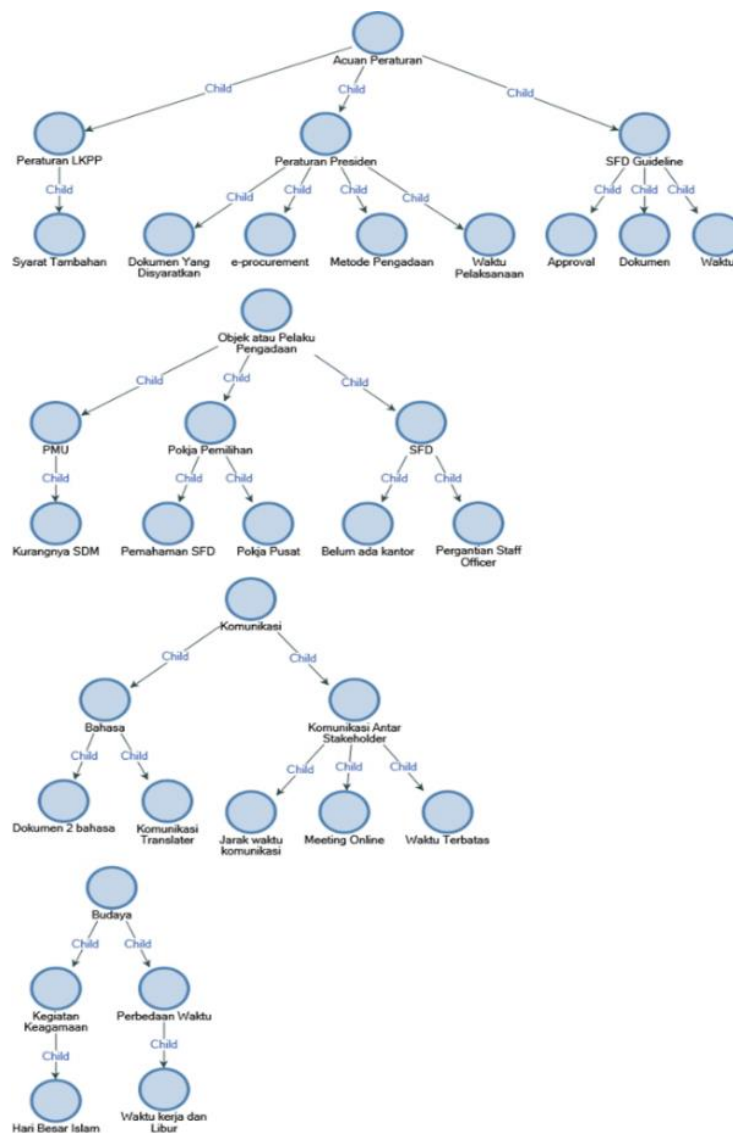 Acuan Peraturan
Child
Child
Child
Peraturan LKPP
Peraturan Presiden
SFD Guideline
Child
Child
Child
Child
Child
Child
Child
Child
Syarat Tambahan
Dokumen Yang
Disyaratkan
e-procurement
Metode Pengadaan
Waktu
Pelaksanaan
Approval
Dokumen
Waktu
Objek atau Pelaku
Pengadaan
Child
Child
Child
PMU
Pokja Pemilihan
SFD
Child
Child
Child
Child
Child
Kurangnya SDM
Pemahaman SFD
Pokja Pusat
Belum ada kantor
Pergantian Staff
Officer
Komunikasi
Child
Child
Bahasa
Komunikasi Antar
Stakeholder
Child
Child
Child
Child
Child
Dokumen 2 bahasa
Komunikasi
Translater
Jarak waktu
komunikasi
Meeting Online
Waktu Terbatas
Budaya
Child
Child
Kegiatan
Keagamaan
Perbedaan Waktu
Child
Child
Hari Besar Islam
Waktu kerja dan
Libur